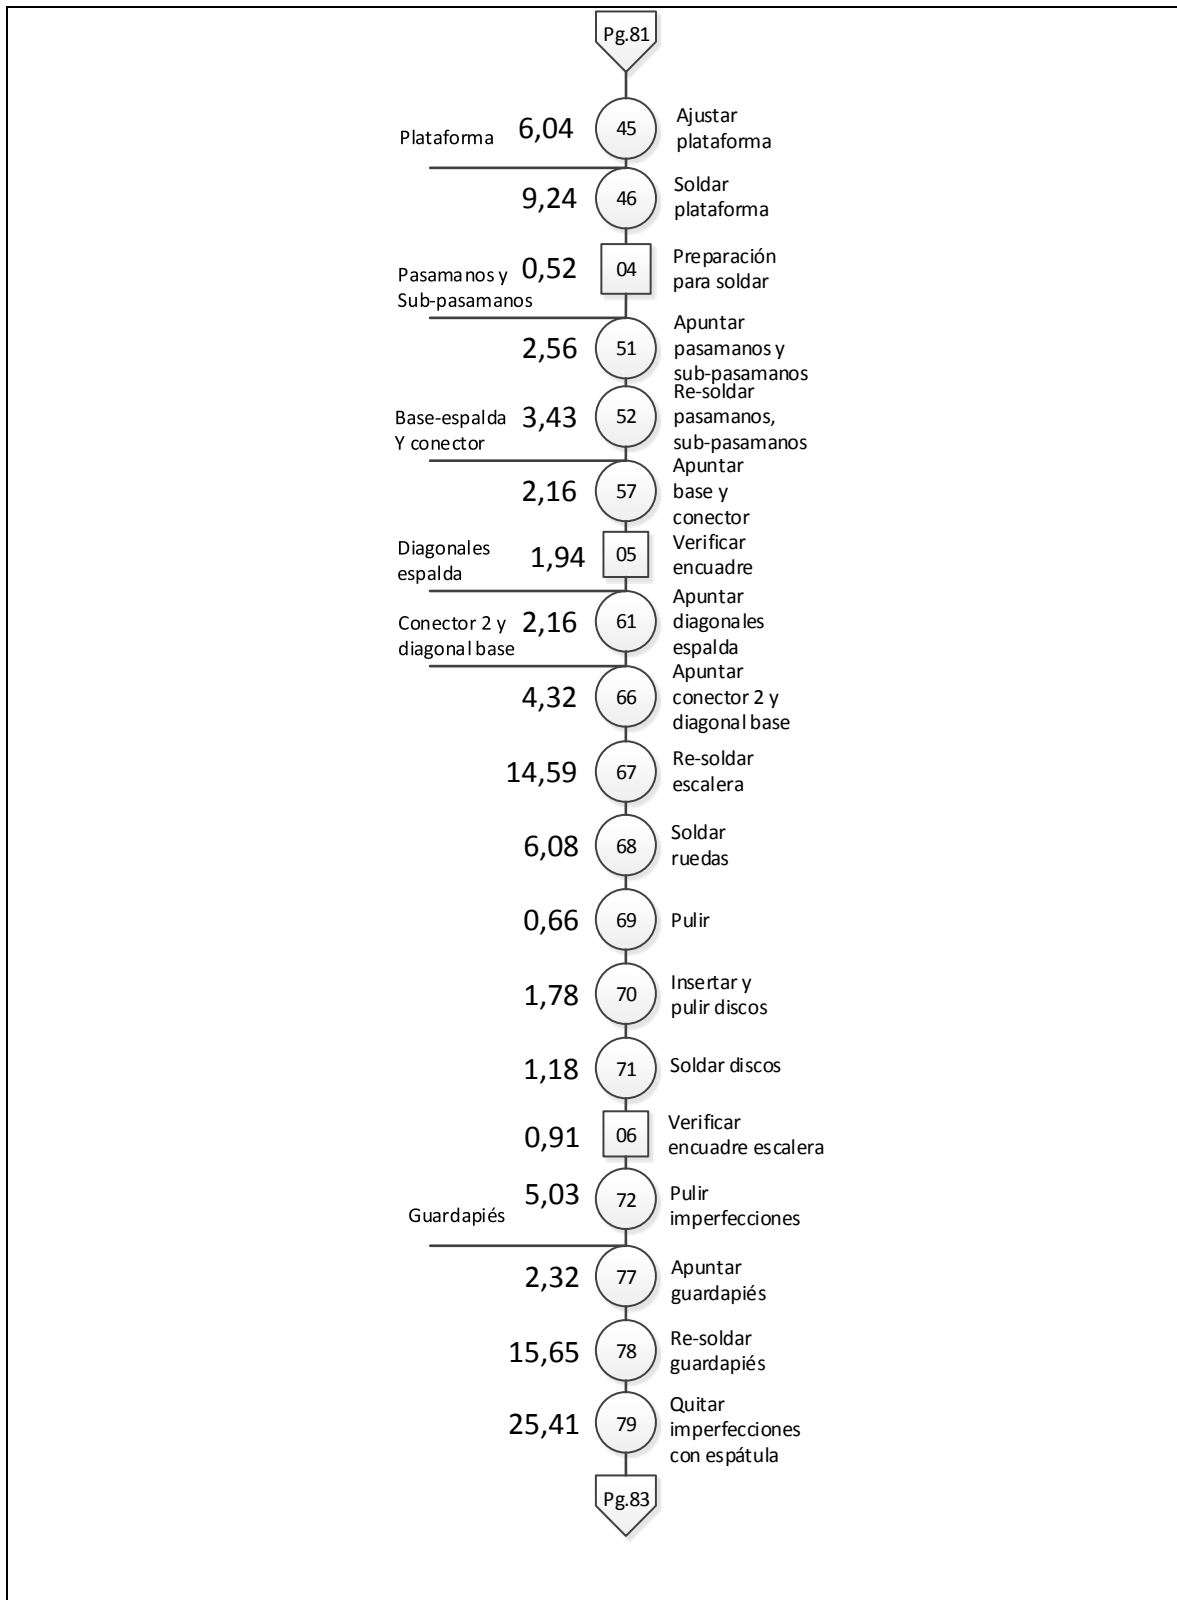 Pg.81
Plataforma
6,04
45
Ajustar
plataforma
9,24
46
Soldar
plataforma
Pasamanos y
Sub-pasamanos
0,52
04
Preparación
para soldar
2,56
51
Apuntar
pasamanos y
sub-pasamanos
Base-espalda
Y conector
3,43
52
Re-soldar
pasamanos,
sub-pasamanos
2,16
57
Apuntar
base y
conector
Diagonales
espalda
1,94
05
Verificar
encuadre
Conector 2 y
diagonal base
2,16
61
Apuntar
diagonales
espalda
4,32
66
Apuntar
conector 2 y
diagonal base
14,59
67
Re-soldar
escalera
6,08
68
Soldar
ruedas
0,66
69
Pulir
1,78
70
Insertar y
pulir discos
1,18
71
Soldar discos
0,91
06
Verificar
encuadre escalera
Guardapiés
5,03
72
Pulir
imperfecciones
2,32
77
Apuntar
guardapiés
15,65
78
Re-soldar
guardapiés
25,41
79
Quitar
imperfecciones
con espátula
Pg.83